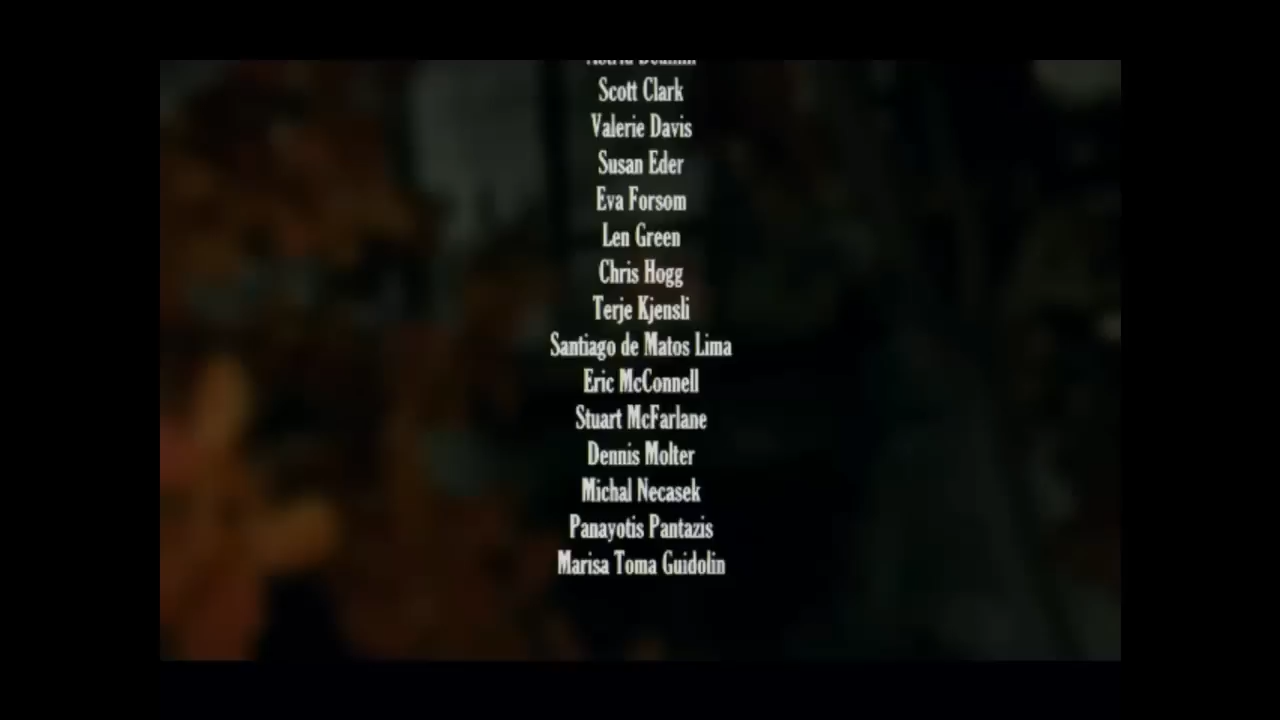 Scott Clark
Valerie Davis
Susan Eder
Eva Forsom
Len Green
Chris Hogg
Terje Kjensli
Santiago de Matos Lima
Eric McConnell
Stuart McFarlane
Dennis Molter
Michal Necasek
Panayotis Pantazis
Marisa Toma Guidolin